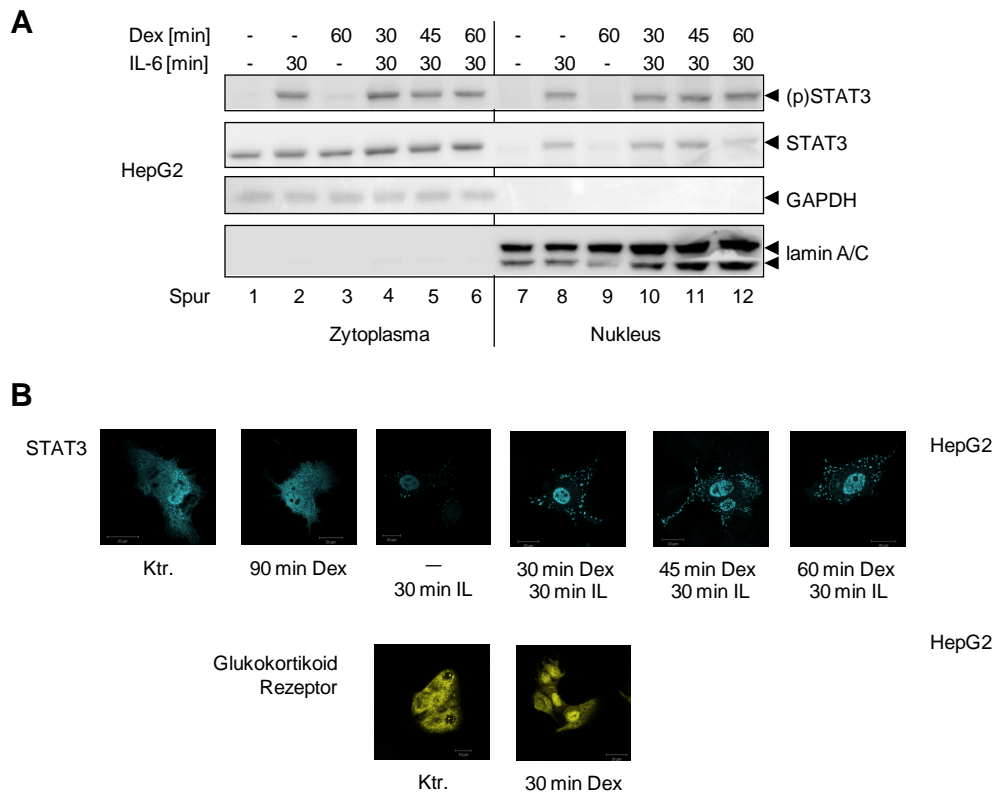 A
Dex [min] - - 60 30 45 60 - - 60 30 45 60
IL-6 [min] - 30 - 30 30 30 - 30 - 30 30 30
(p)STAT3
STAT3
HepG2
GAPDH
lamin A/C
Spur 1 2 3 4 5 6 7 8 9 10 11 12
Zytoplasma Nukleus
B
STAT3 HepG2
Ktr. 90 min Dex — 30 min Dex 45 min Dex 60 min Dex
30 min IL 30 min IL 30 min IL 30 min IL
HepG2
Glukokortikoid
Rezeptor
Ktr. 30 min Dex